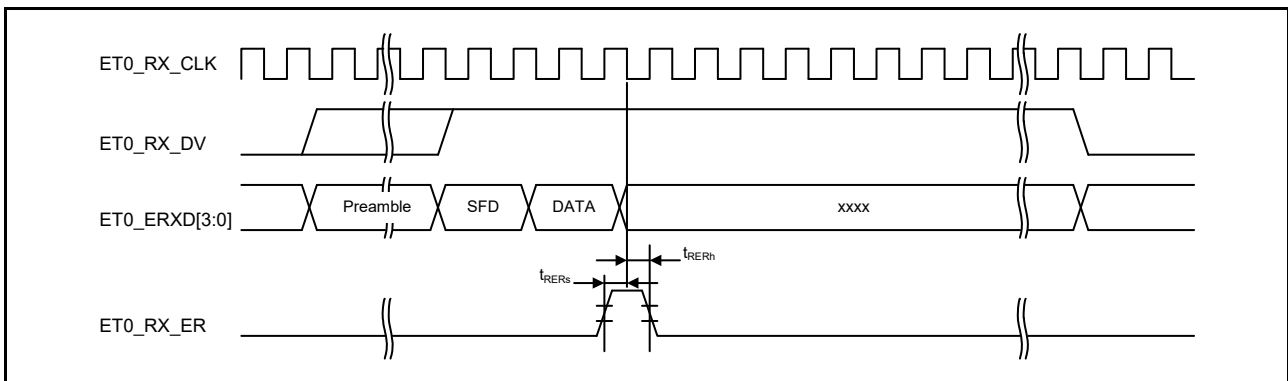 ET0_RX_CLK
ET0_RX_DV
ET0_ERXD[3:0]
Preamble SFD DATA xxxx
tRERs
tRERh
ET0_RX_ER